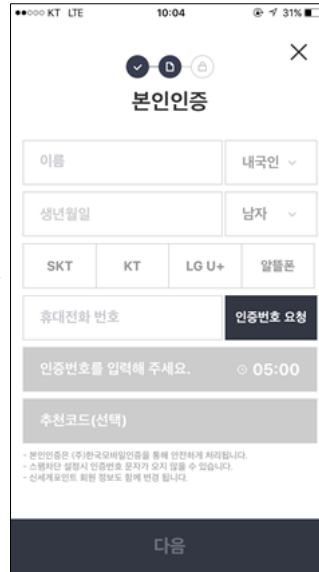 KT LTE 10:04 31%
본인인증
이름 내국인
생년월일 남자
SKT KT LG U+ 알뜰폰
휴대전화 번호 인증번호 요청
인증번호를 입력해 주세요. 05:00
추천코드(선택)
- 본인인증은 (주)한국모바일인증을 통해 안전하게 처리됩니다.
- 스팸차단 설정시 인증번호 문자가 오지 않을 수 있습니다.
- 신세계포인트 회원 정보도 함께 변경 됩니다.
다음